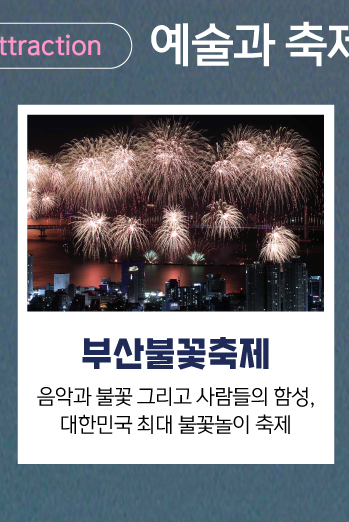 ttraction
예술과 축제
부산불꽃축제
음악과 불꽃 그리고 사람들의 함성,
대한민국 최대 불꽃놀이 축제